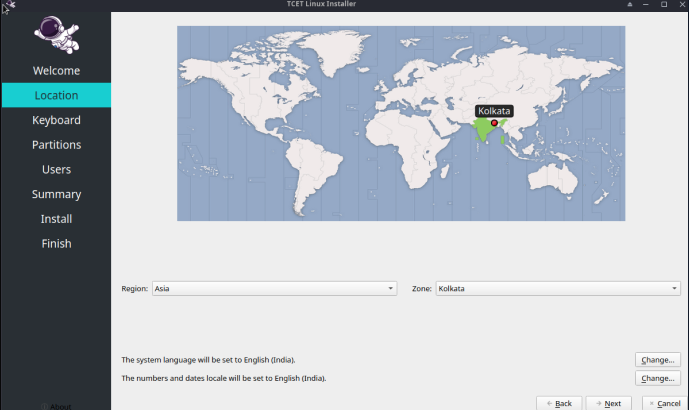 TCET Linux Installer
Welcome
Location
Keyboard
Partitions
Users
Summary
Install
Finish
Kolkata
Region: Asia Zone: Kolkata
The system language will be set to English (India). Change...
The numbers and dates locale will be set to English (India). Change...
About
Back Next Cancel